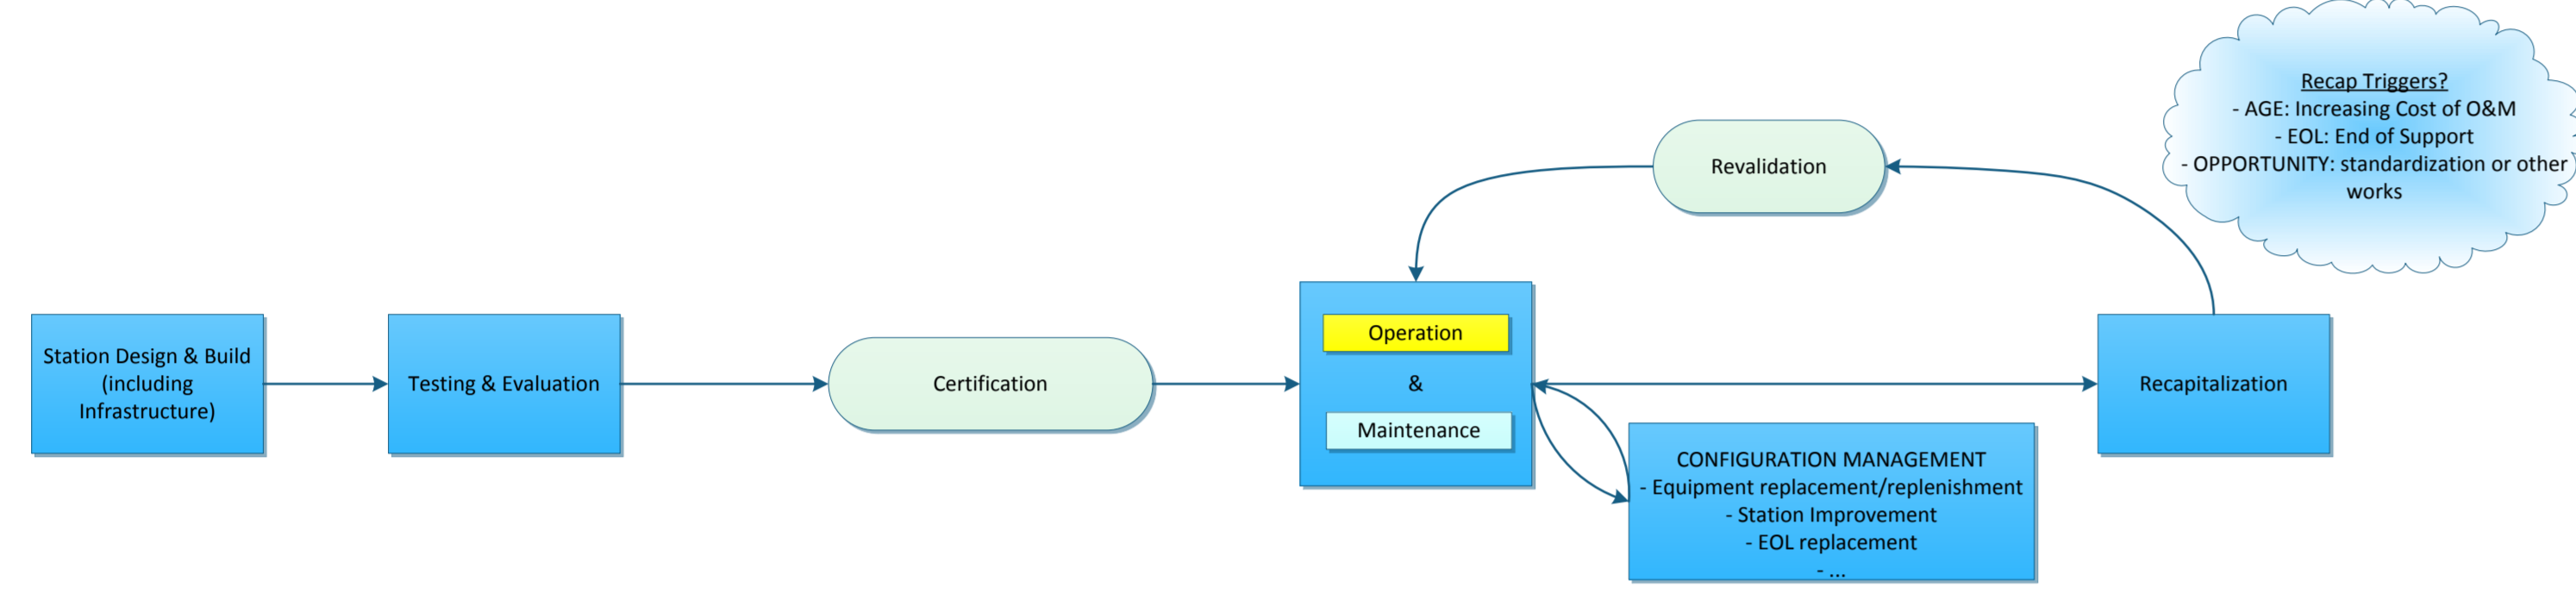 Recap Triggers?
- AGE: Increasing Cost of O&M
- EOL: End of Support
- OPPORTUNITY: standardization or other
works
Revalidation
Station Design & Build
(including
Infrastructure)
Testing & Evaluation
Certification
Operation
&
Maintenance
Recapitalization
CONFIGURATION MANAGEMENT
- Equipment replacement/replenishment
- Station Improvement
- EOL replacement
- ...